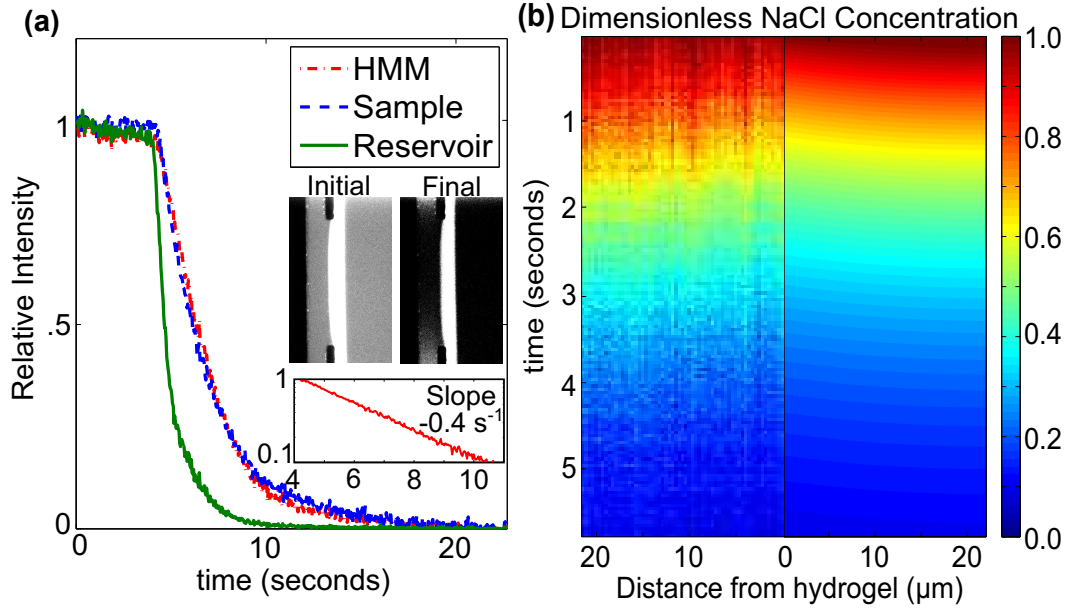 (a)
HMM
Sample
Reservoir
Initial Final
1
.5
0
Relative Intensity
1
0.1
Slope
-0.4 s⁻¹
4 6 8 10
0 10 20
time (seconds)
(b) Dimensionless NaCl Concentration
1
2
3
4
5
time (seconds)
20 10 0 10 20
Distance from hydrogel (µm)
1.0
0.8
0.6
0.4
0.2
0.0